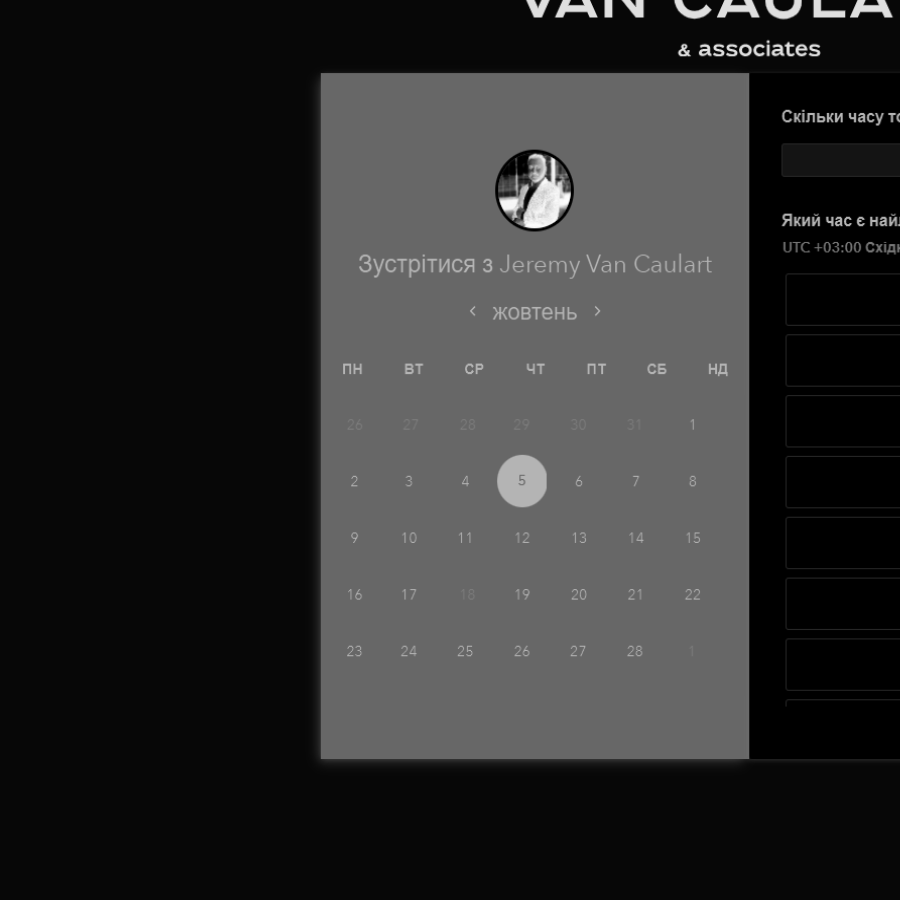 VAN CAULA
& associates
Скільки часу
Зустрітися з Jeremy Van Caulart
жовтень
ПН ВТ СР ЧТ ПТ СБ НД
26 27 28 29 30 31 1
2 3 4 5 6 7 8
9 10 11 12 13 14 15
16 17 18 19 20 21 22
23 24 25 26 27 28 1
Який час є
UTC +03:00